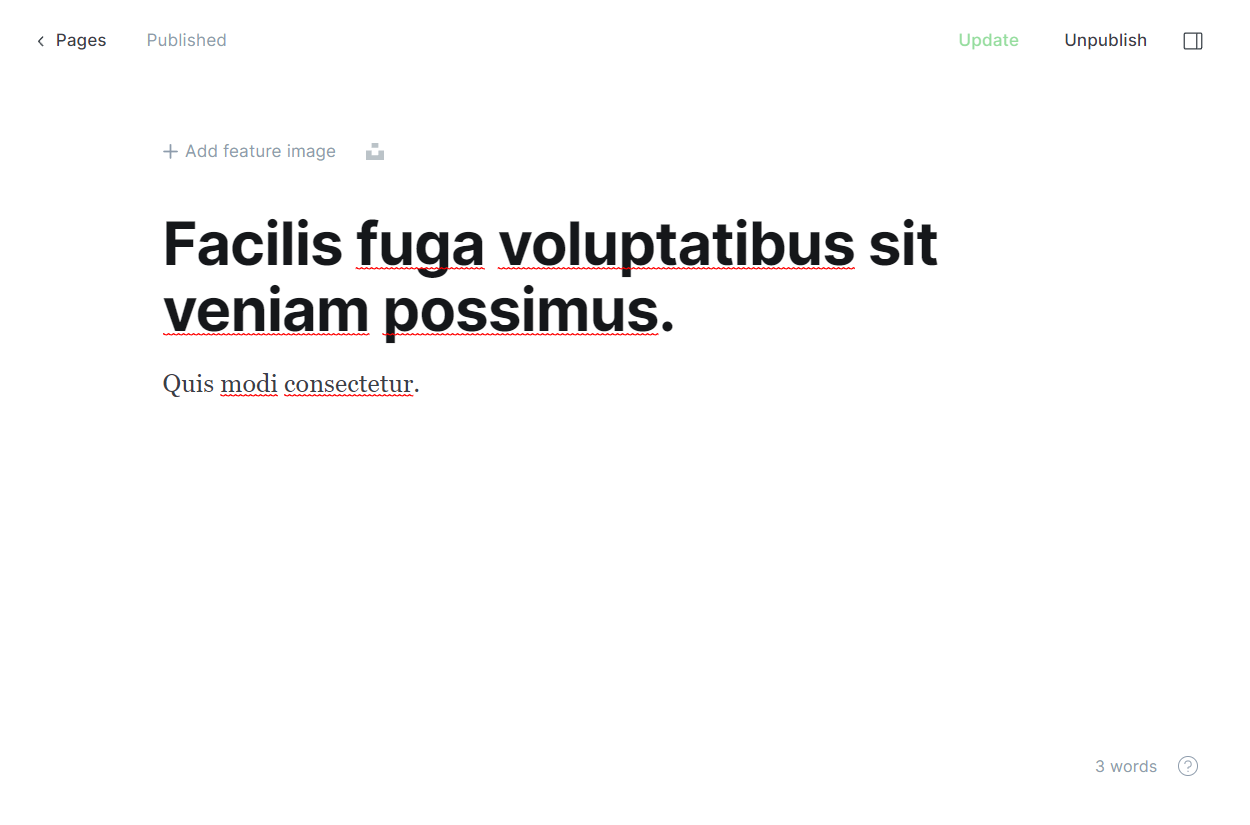 Pages Published Update Unpublish
Add feature image
Facilis fuga voluptatibus sit
veniam possimus.
Quis modi consectetur.
3 words ?